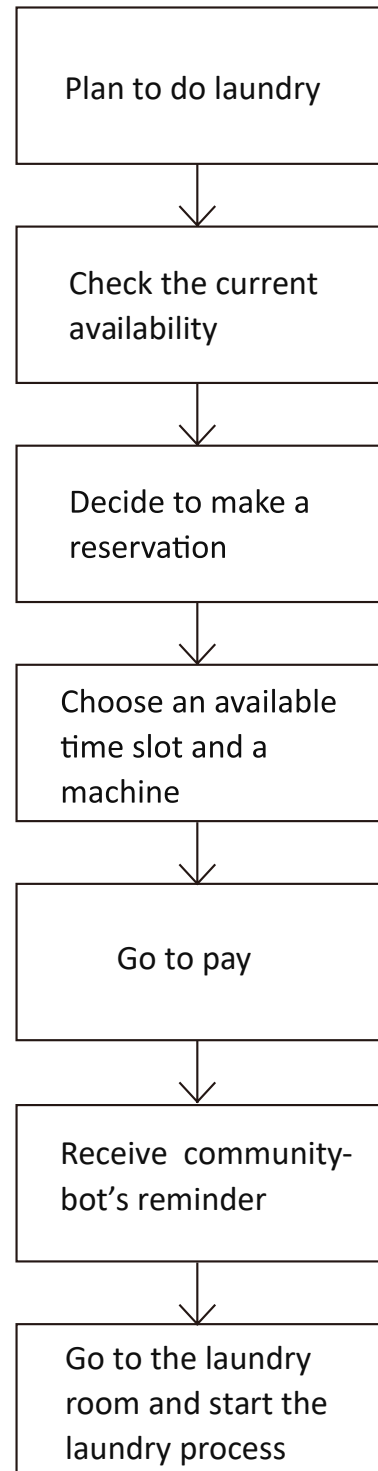 Plan to do laundry
Check the current
availability
Decide to make a
reservation
Choose an available
time slot and a
machine
Go to pay
Receive  community-
bot’s reminder
Go to the laundry
room and start the
laundry process